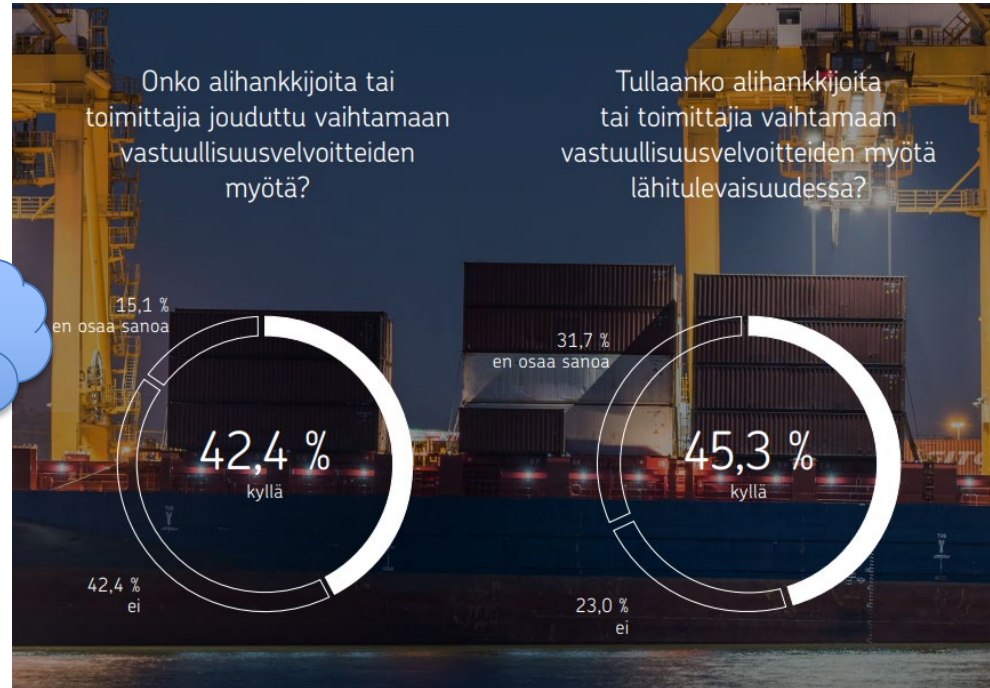 Onko alihankkijoita tai
toimittajia jouduttu vaihtamaan
vastuullisuusvelvoitteiden
myötä?
15,1 %
en osaa sanoa
42,4 %
kyllä
42,4 %
ei
Tullaanko alihankkijoita
tai toimittajia vaihtamaan
vastuullisuusvelvoitteiden myötä
lähitulevaisuudessa?
31,7 %
en osaa sanoa
45,3 %
kyllä
23,0 %
ei